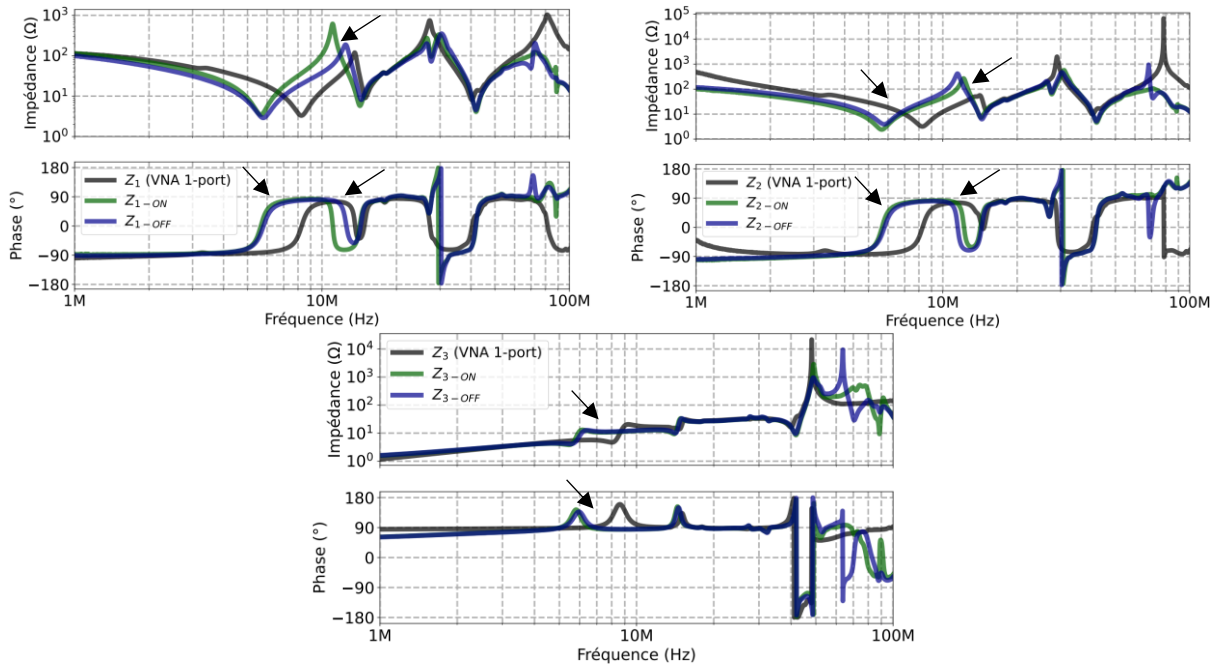 Impédance (Ω)
10³
10²
10¹
10⁰
Phase (°)
180
90
0
−90
−180
Z₁ (VNA 1-port)
Z₁₋ON
Z₁₋OFF
1M
10M
100M
Fréquence (Hz)
Impédance (Ω)
10⁵
10⁴
10³
10²
10¹
10⁰
Phase (°)
180
90
0
−90
−180
Z₂ (VNA 1-port)
Z₂₋ON
Z₂₋OFF
1M
10M
100M
Fréquence (Hz)
Impédance (Ω)
10⁴
10³
10²
10¹
10⁰
Z₃ (VNA 1-port)
Z₃₋ON
Z₃₋OFF
Phase (°)
180
90
0
−90
−180
1M
10M
100M
Fréquence (Hz)